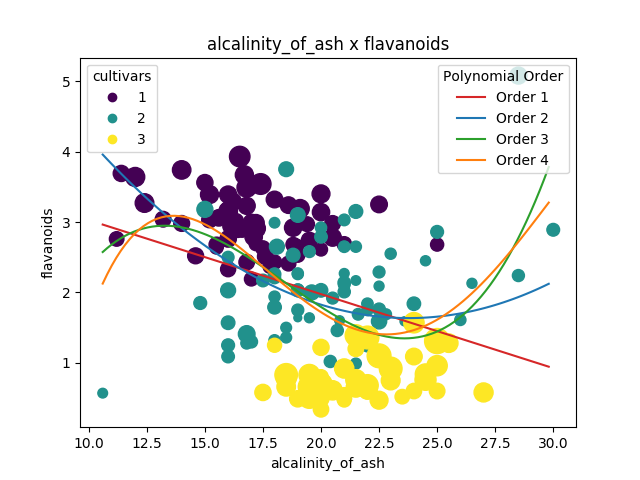 alcalinity_of_ash x flavanoids
cultivars
1
2
3
Polynomial Order
Order 1
Order 2
Order 3
Order 4
flavanoids
5
4
3
2
1
10.0 12.5 15.0 17.5 20.0 22.5 25.0 27.5 30.0
alcalinity_of_ash